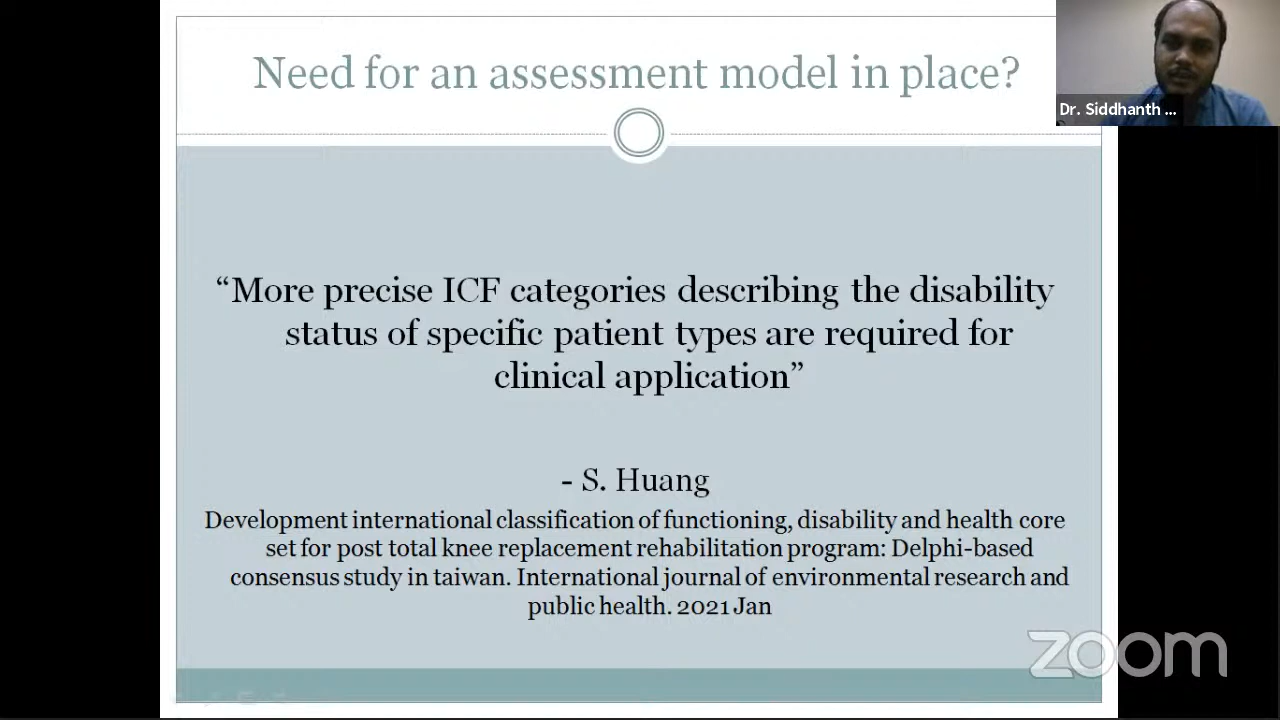 Need for an assessment model in place?
Dr. Siddhanth ...
“More precise ICF categories describing the disability
status of specific patient types are required for
clinical application”
- S. Huang
Development international classification of functioning, disability and health core
set for post total knee replacement rehabilitation program: Delphi-based
consensus study in taiwan. International journal of environmental research and
public health. 2021 Jan
zoom